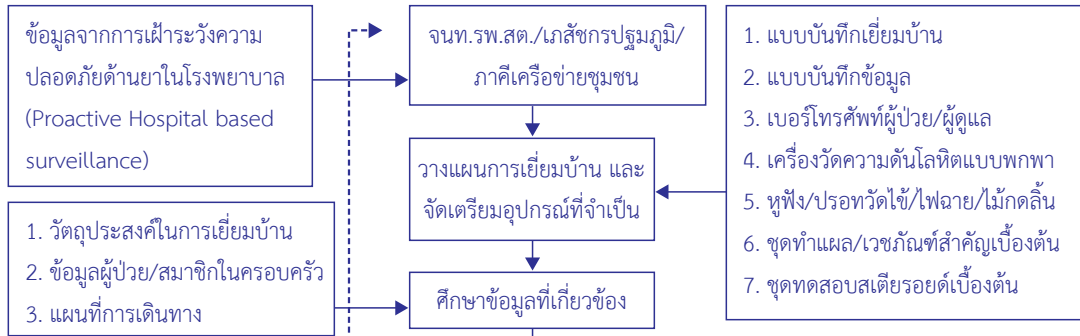 ข้อมูลจากการเฝ้าระวังความ
ปลอดภัยด้านยาในโรงพยาบาล
(Proactive Hospital based
surveillance)
จนท.รพ.สต./เภสัชกรปฐมภูมิ/
ภาคีเครือข่ายชุมชน
วางแผนการเยี่ยมบ้าน และ
จัดเตรียมอุปกรณ์ที่จำเป็น
1. แบบบันทึกเยี่ยมบ้าน
2. แบบบันทึกข้อมูล
3. เบอร์โทรศัพท์ผู้ป่วย/ผู้ดูแล
4. เครื่องวัดความดันโลหิตแบบพกพา
5. หูฟัง/ปรอทวัดไข้/ไฟฉาย/ไม้กดลิ้น
6. ชุดทำแผล/เวชภัณฑ์สำคัญเบื้องต้น
7. ชุดทดสอบสเตียรอยด์เบื้องต้น
1. วัตถุประสงค์ในการเยี่ยมบ้าน
2. ข้อมูลผู้ป่วย/สมาชิกในครอบครัว
3. แผนที่การเดินทาง
ศึกษาข้อมูลที่เกี่ยวข้อง